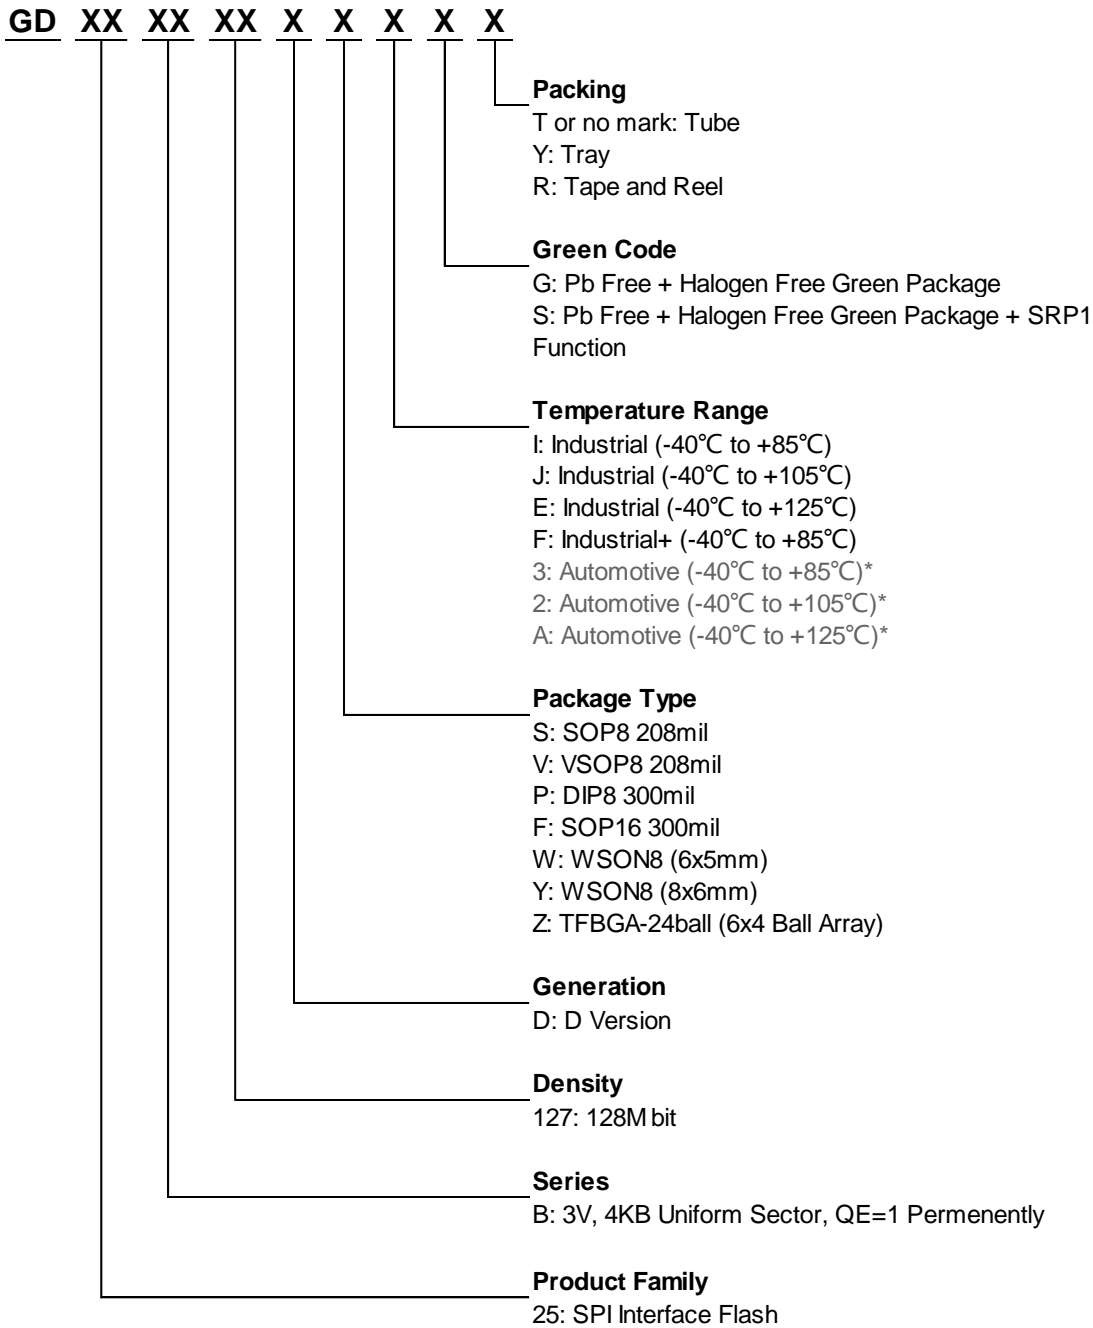 GD XX XX XX X X X X X
Packing
T or no mark: Tube
Y: Tray
R: Tape and Reel
Green Code
G: Pb Free + Halogen Free Green Package
S: Pb Free + Halogen Free Green Package + SRP1
Function
Temperature Range
I: Industrial (-40℃ to +85℃)
J: Industrial (-40℃ to +105℃)
E: Industrial (-40℃ to +125℃)
F: Industrial+ (-40℃ to +85℃)
3: Automotive (-40℃ to +85℃)*
2: Automotive (-40℃ to +105℃)*
A: Automotive (-40℃ to +125℃)*
Package Type
S: SOP8 208mil
V: VSOP8 208mil
P: DIP8 300mil
F: SOP16 300mil
W: WSON8 (6x5mm)
Y: WSON8 (8x6mm)
Z: TFBGA-24ball (6x4 Ball Array)
Generation
D: D Version
Density
127: 128M bit
Series
B: 3V, 4KB Uniform Sector, QE=1 Permenently
Product Family
25: SPI Interface Flash